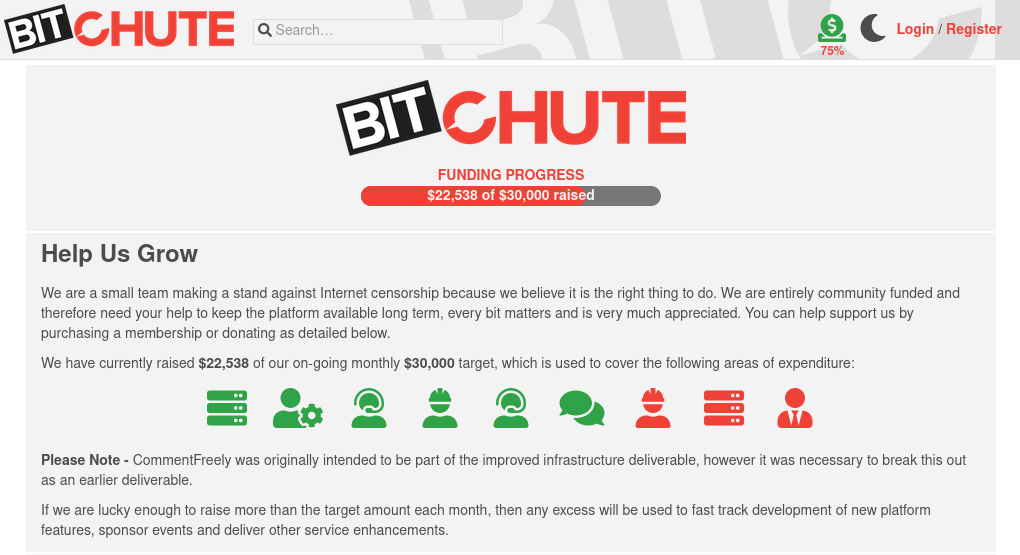 BITCHUTE
Search...
75%
Login / Register
BITCHUTE
FUNDING PROGRESS
$22,538 of $30,000 raised
Help Us Grow
We are a small team making a stand against Internet censorship because we believe it is the right thing to do. We are entirely community funded and
therefore need your help to keep the platform available long term, every bit matters and is very much appreciated. You can help support us by
purchasing a membership or donating as detailed below.
We have currently raised $22,538 of our on-going monthly $30,000 target, which is used to cover the following areas of expenditure:
Please Note - CommentFreely was originally intended to be part of the improved infrastructure deliverable, however it was necessary to break this out
as an earlier deliverable.
If we are lucky enough to raise more than the target amount each month, then any excess will be used to fast track development of new platform
features, sponsor events and deliver other service enhancements.